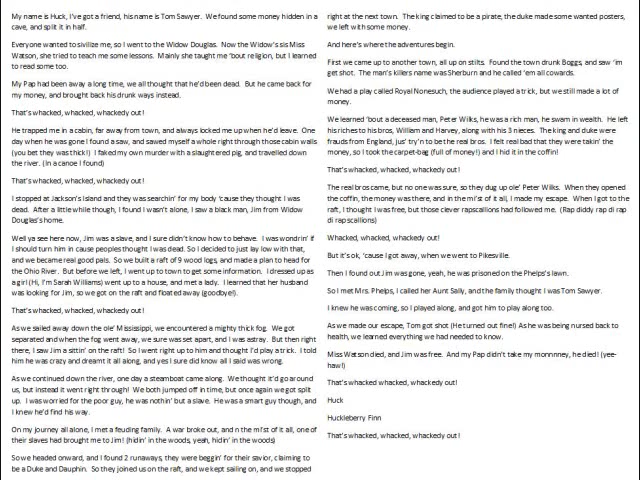 My name is Huck, I've got a friend, his name is Tom Sawyer.  We found some money hidden in a
cave, and split it in half.
Everyone wanted to sivilize me, so I went to the Widow Douglas.  Now the Widow's sis Miss
Watson, she tried to teach me some lessons.  Mainly she taught me 'bout religion, but I learned
to read some too.
My Pap had been away a long time, we all thought that he'd been dead.  But he came back for
my money, and brought back his drunk ways instead.
That's whacked, whacked, whackedy out!
He trapped me in a cabin, far away from town, and always locked me up when he'd leave.  One
day when he was gone I found a saw, and sawed myself a whole right through those cabin walls
(you bet they was thick!)  I faked my own murder with a slaughtered pig, and travelled down
the river. (In a canoe I found)
That's whacked, whacked, whackedy out!
I stopped at Jackson's Island and they was searchin' for my body 'cause they thought I was
dead.  After a little while though, I found I wasn't alone, I saw a black man, Jim from Widow
Douglas's home.
Well ya see here now, Jim was a slave, and I sure didn't know how to behave.  I was wondrin' if
I should turn him in cause peoples thought I was dead. So I decided to just lay low with that,
and we became real good pals.  So we built a raft of 9 wood logs, and made a plan to head for
the Ohio River.  But before we left, I went up to town to get some information.  I dressed up as
a girl (Hi, I'm Sarah Williams) went up to a house, and met a lady.  I learned that her husband
was looking for Jim, so we got on the raft and floated away (goodbye!).
That's whacked, whacked, whackedy out!
As we sailed away down the ole' Mississippi, we encountered a mighty thick fog.  We got
separated and when the fog went away, we sure was set apart, and I was astray.  But then right
there, I saw Jim a sittin' on the raft!  So I went right up to him and thought I'd play a trick.  I told
him he was crazy and dreamt it all along, and yes I sure did know all I said was wrong.
As we continued down the river, one day a steamboat came along.  We thought it'd go around
us, but instead it went right through!  We both jumped off in time, but once again we got split
up.  I was worried for the poor guy, he was nothin' but a slave.  He was a smart guy though, and
I knew he'd find his way.
On my journey all alone, I met a feuding family.  A war broke out, and n the mi'st of it all, one of
their slaves had brought me to Jim! (hidin' in the woods, yeah, hidin' in the woods)
So we headed onward, and I found 2 runaways, they were beggin' for their savior, claiming to
be a Duke and Dauphin.  So they joined us on the raft, and we kept sailing on, and we stopped
right at the next town.  The king claimed to be a pirate, the duke made some wanted posters,
we left with some money.
And here's where the adventures begin.
First we came up to another town, all up on stilts.  Found the town drunk Boggs, and saw 'im
get shot.  The man's killers name was Sherburn and he called 'em all cowards.
We had a play called Royal Nonesuch, the audience played a trick, but we still made a lot of
money.
We learned 'bout a deceased man, Peter Wilks, he was a rich man, he swam in wealth.  He left
his riches to his bros, William and Harvey, along with his 3 nieces.  The king and duke were
frauds from England, jus' try'n to be the real bros.  I felt real bad that they were takin' the
money, so I took the carpet-bag (full of money!) and I hid it in the coffin!
That's whacked, whacked, whackedy out!
The real bros came, but no one was sure, so they dug up ole' Peter Wilks.  When they opened
the coffin, the money was there, and in the mi'st of it all, I made my escape.  When I got to the
raft, I thought I was free, but those clever rapscallions had followed me.  (Rap diddy rap di rap
di rapscallions)
Whacked, whacked, whackedy out!
But it's ok, 'cause I got away, when we went to Pikesville.
Then I found out Jim was gone, yeah, he was prisoned on the Phelps's lawn.
So I met Mrs. Phelps, I called her Aunt Sally, and the family thought I was Tom Sawyer.
I knew he was coming, so I played along, and got him to play along too.
As we made our escape, Tom got shot (He turned out fine!) As he was being nursed back to
health, we learned everything we had needed to know.
Miss Watson died, and Jim was free.  And my Pap didn't take my monnnney, he died! (yee-
haw!)
That's whacked whacked, whackedy out!
Huck
Huckleberry Finn
That's whacked, whacked, whackedy out!